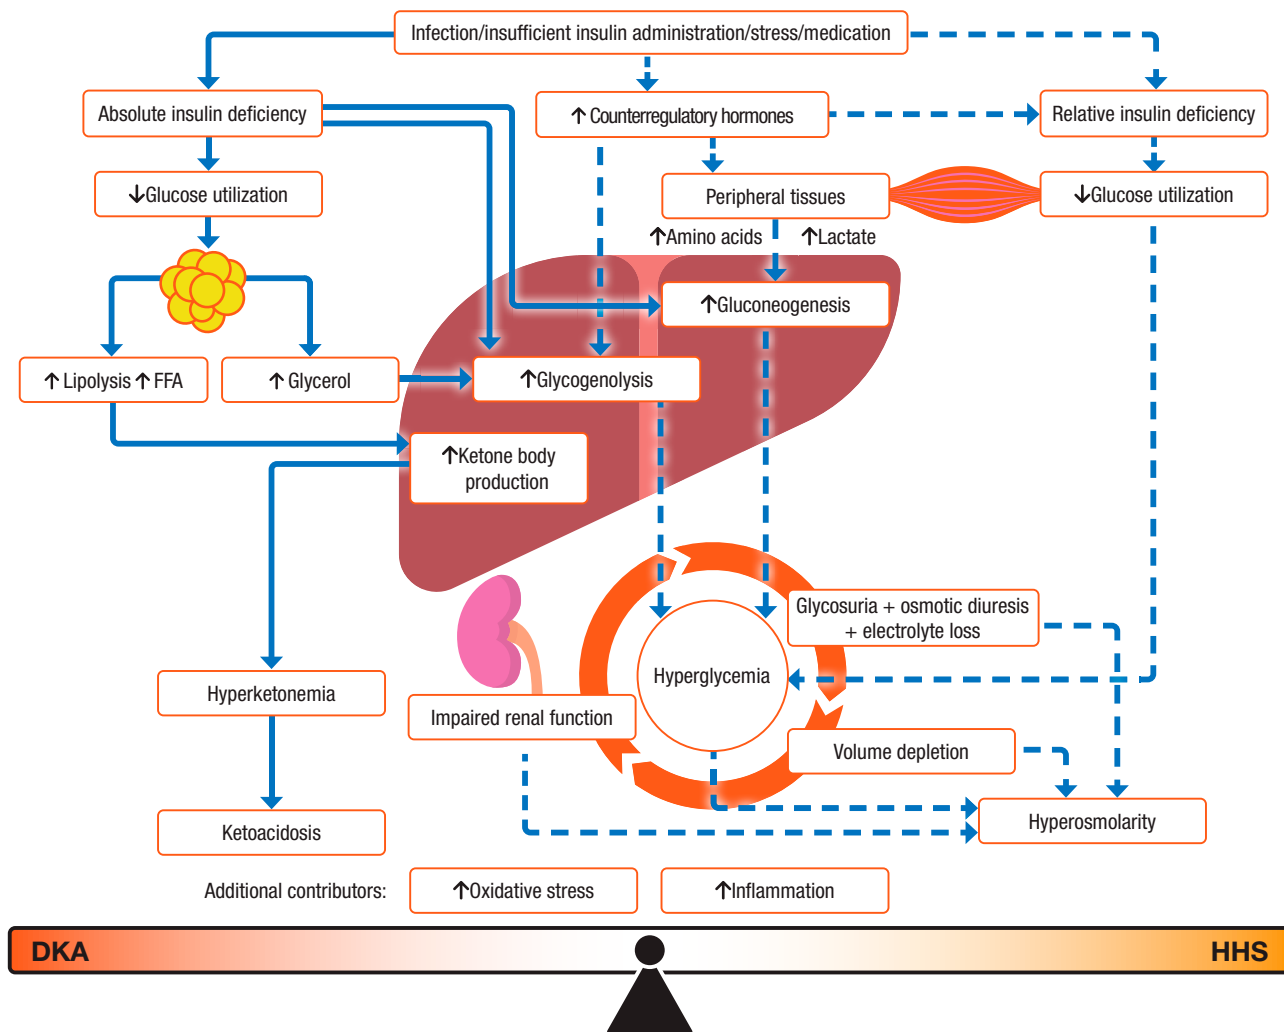 Infection/insufficient insulin administration/stress/medication
Absolute insulin deficiency
↑ Counterregulatory hormones
Relative insulin deficiency
↓Glucose utilization
Peripheral tissues
↓Glucose utilization
↑Amino acids
↑Lactate
↑Gluconeogenesis
↑ Lipolysis ↑ FFA
↑ Glycerol
↑Glycogenolysis
↑Ketone body
production
Glycosuria + osmotic diuresis
+ electrolyte loss
Hyperketonemia
Hyperglycemia
Impaired renal function
Volume depletion
Ketoacidosis
Hyperosmolarity
Additional contributors:
↑Oxidative stress
↑Inflammation
DKA
HHS